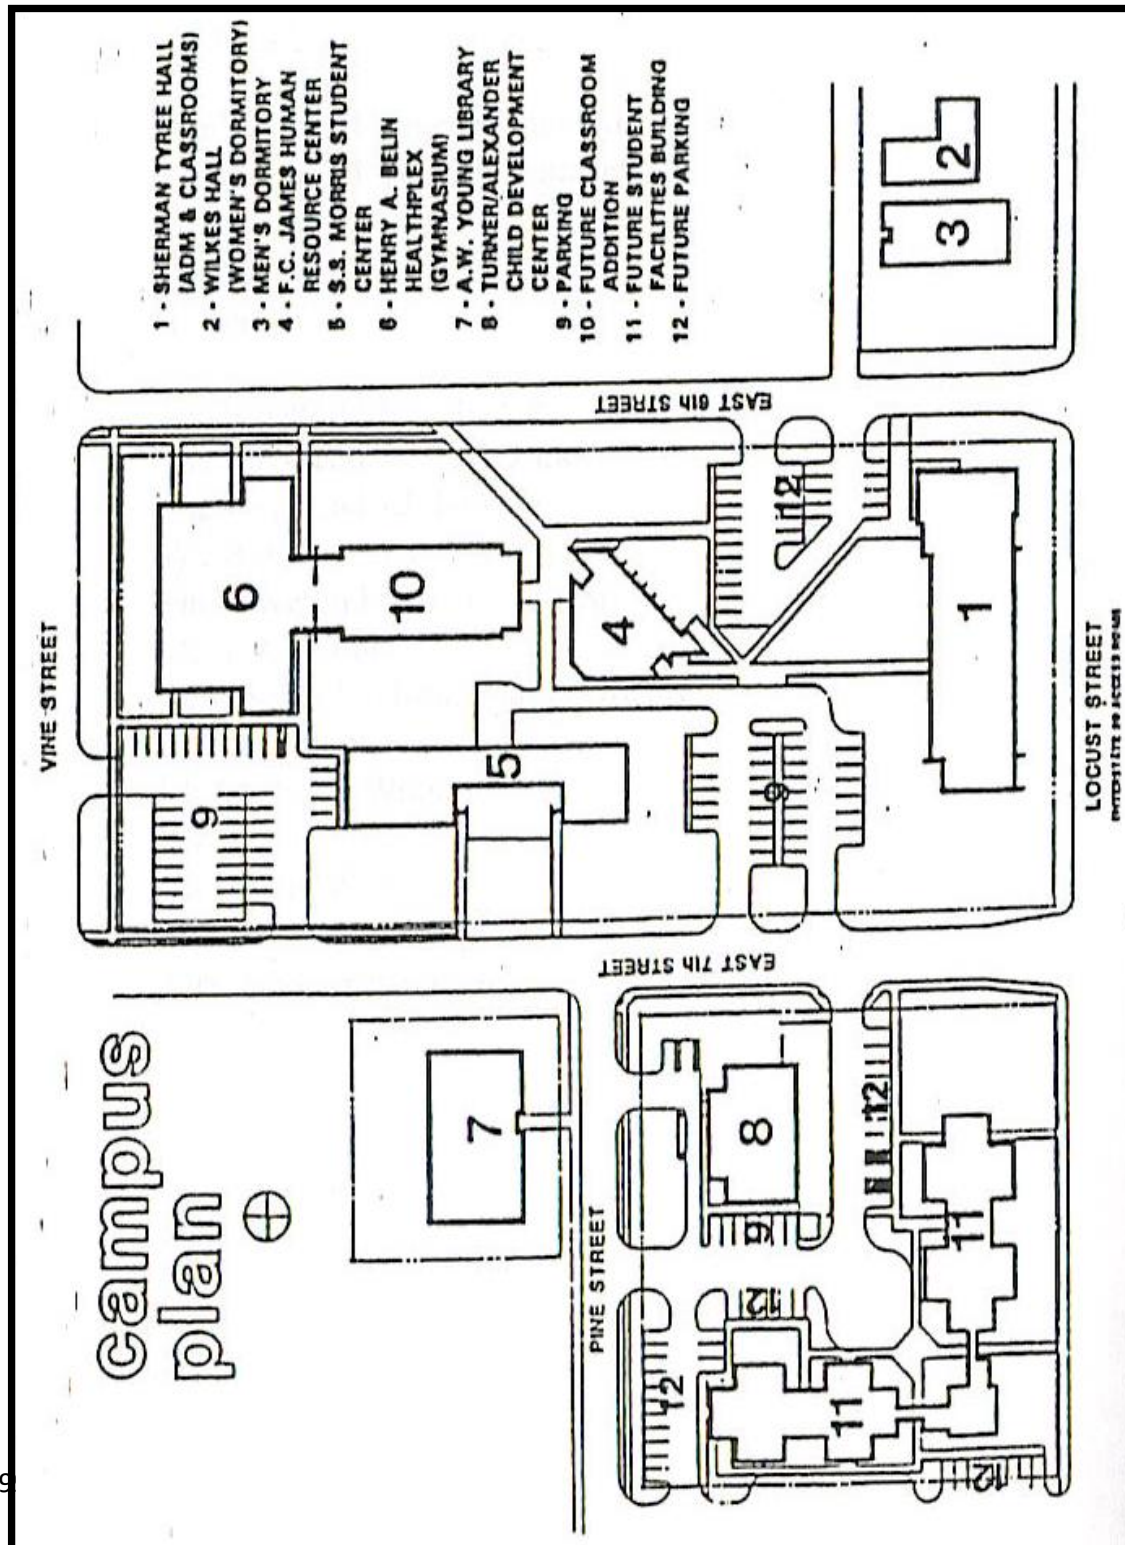 campus
plan
1 - SHERMAN TYREE HALL
(ADM & CLASSROOMS)
2 - WILKES HALL
(WOMEN'S DORMITORY)
3 - MEN'S DORMITORY
4 - F.C. JAMES HUMAN
RESOURCE CENTER
5 - S.S. MORRIS STUDENT
CENTER
6 - HENRY A. BELIN
HEALTHPLEX
(GYMNASIUM)
7 - A.W. YOUNG LIBRARY
8 - TURNER/ALEXANDER
CHILD DEVELOPMENT
CENTER
9 - PARKING
10 - FUTURE CLASSROOM
ADDITION
11 - FUTURE STUDENT
FACILITIES BUILDING
12 - FUTURE PARKING
VINE STREET
PINE STREET
EAST 7th STREET
EAST 6th STREET
LOCUST STREET
7
9
6
10
5
4
12
2
3
9
1
8
9
12
12
12
11
11
12
9